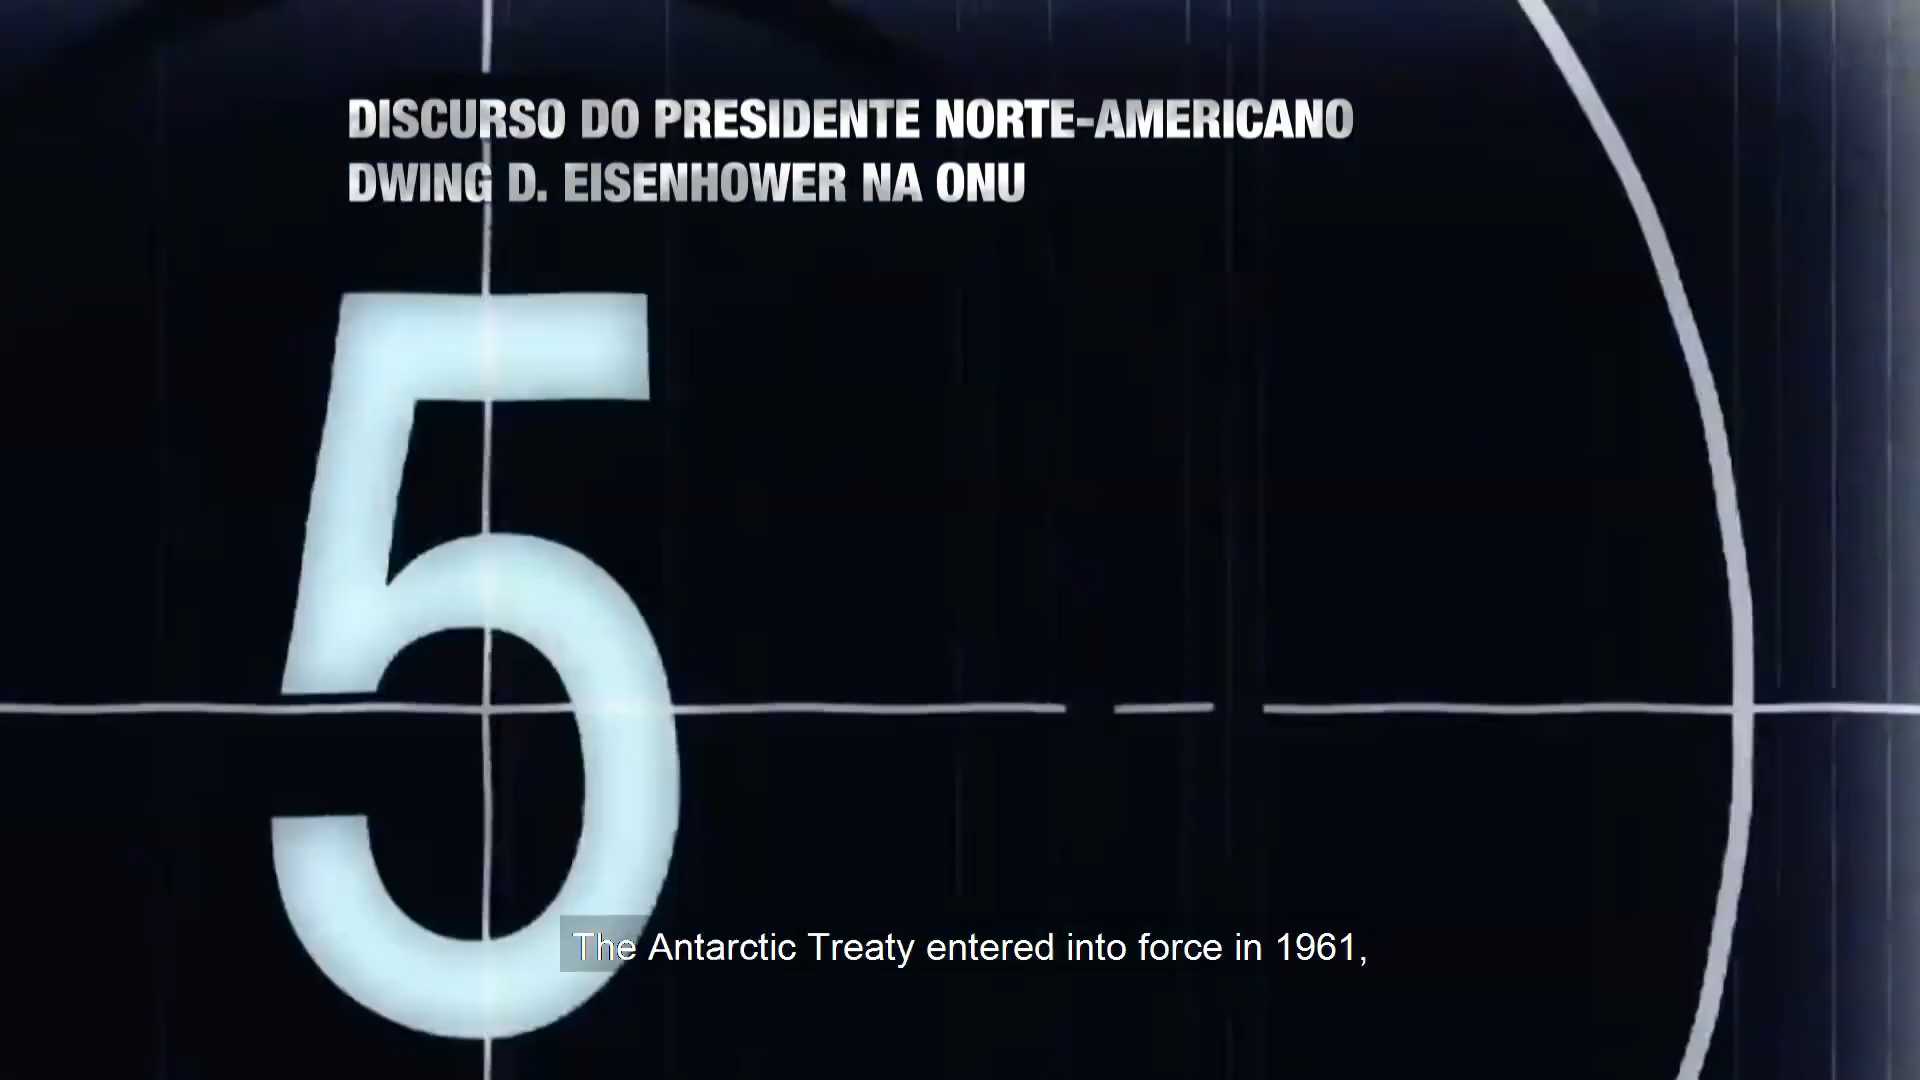 DISCURSO DO PRESIDENTE NORTE-AMERICANO
DWING D. EISENHOWER NA ONU
5
The Antarctic Treaty entered into force in 1961,